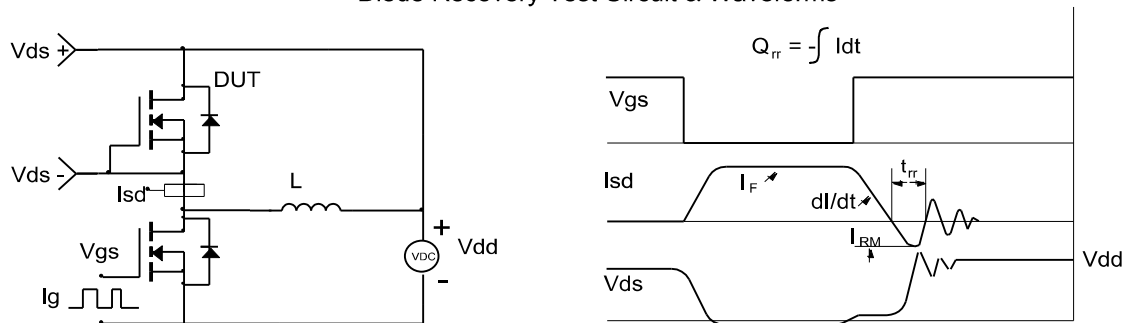 Diode Recovery Test Circuit & Waveforms
Vds +
DUT
Vds -
Isd
L
Vgs
Ig
+
VDC
-
Vdd
Qrr = -∫ Idt
Vgs
Isd
IF
dI/dt
trr
IRM
Vds
Vdd